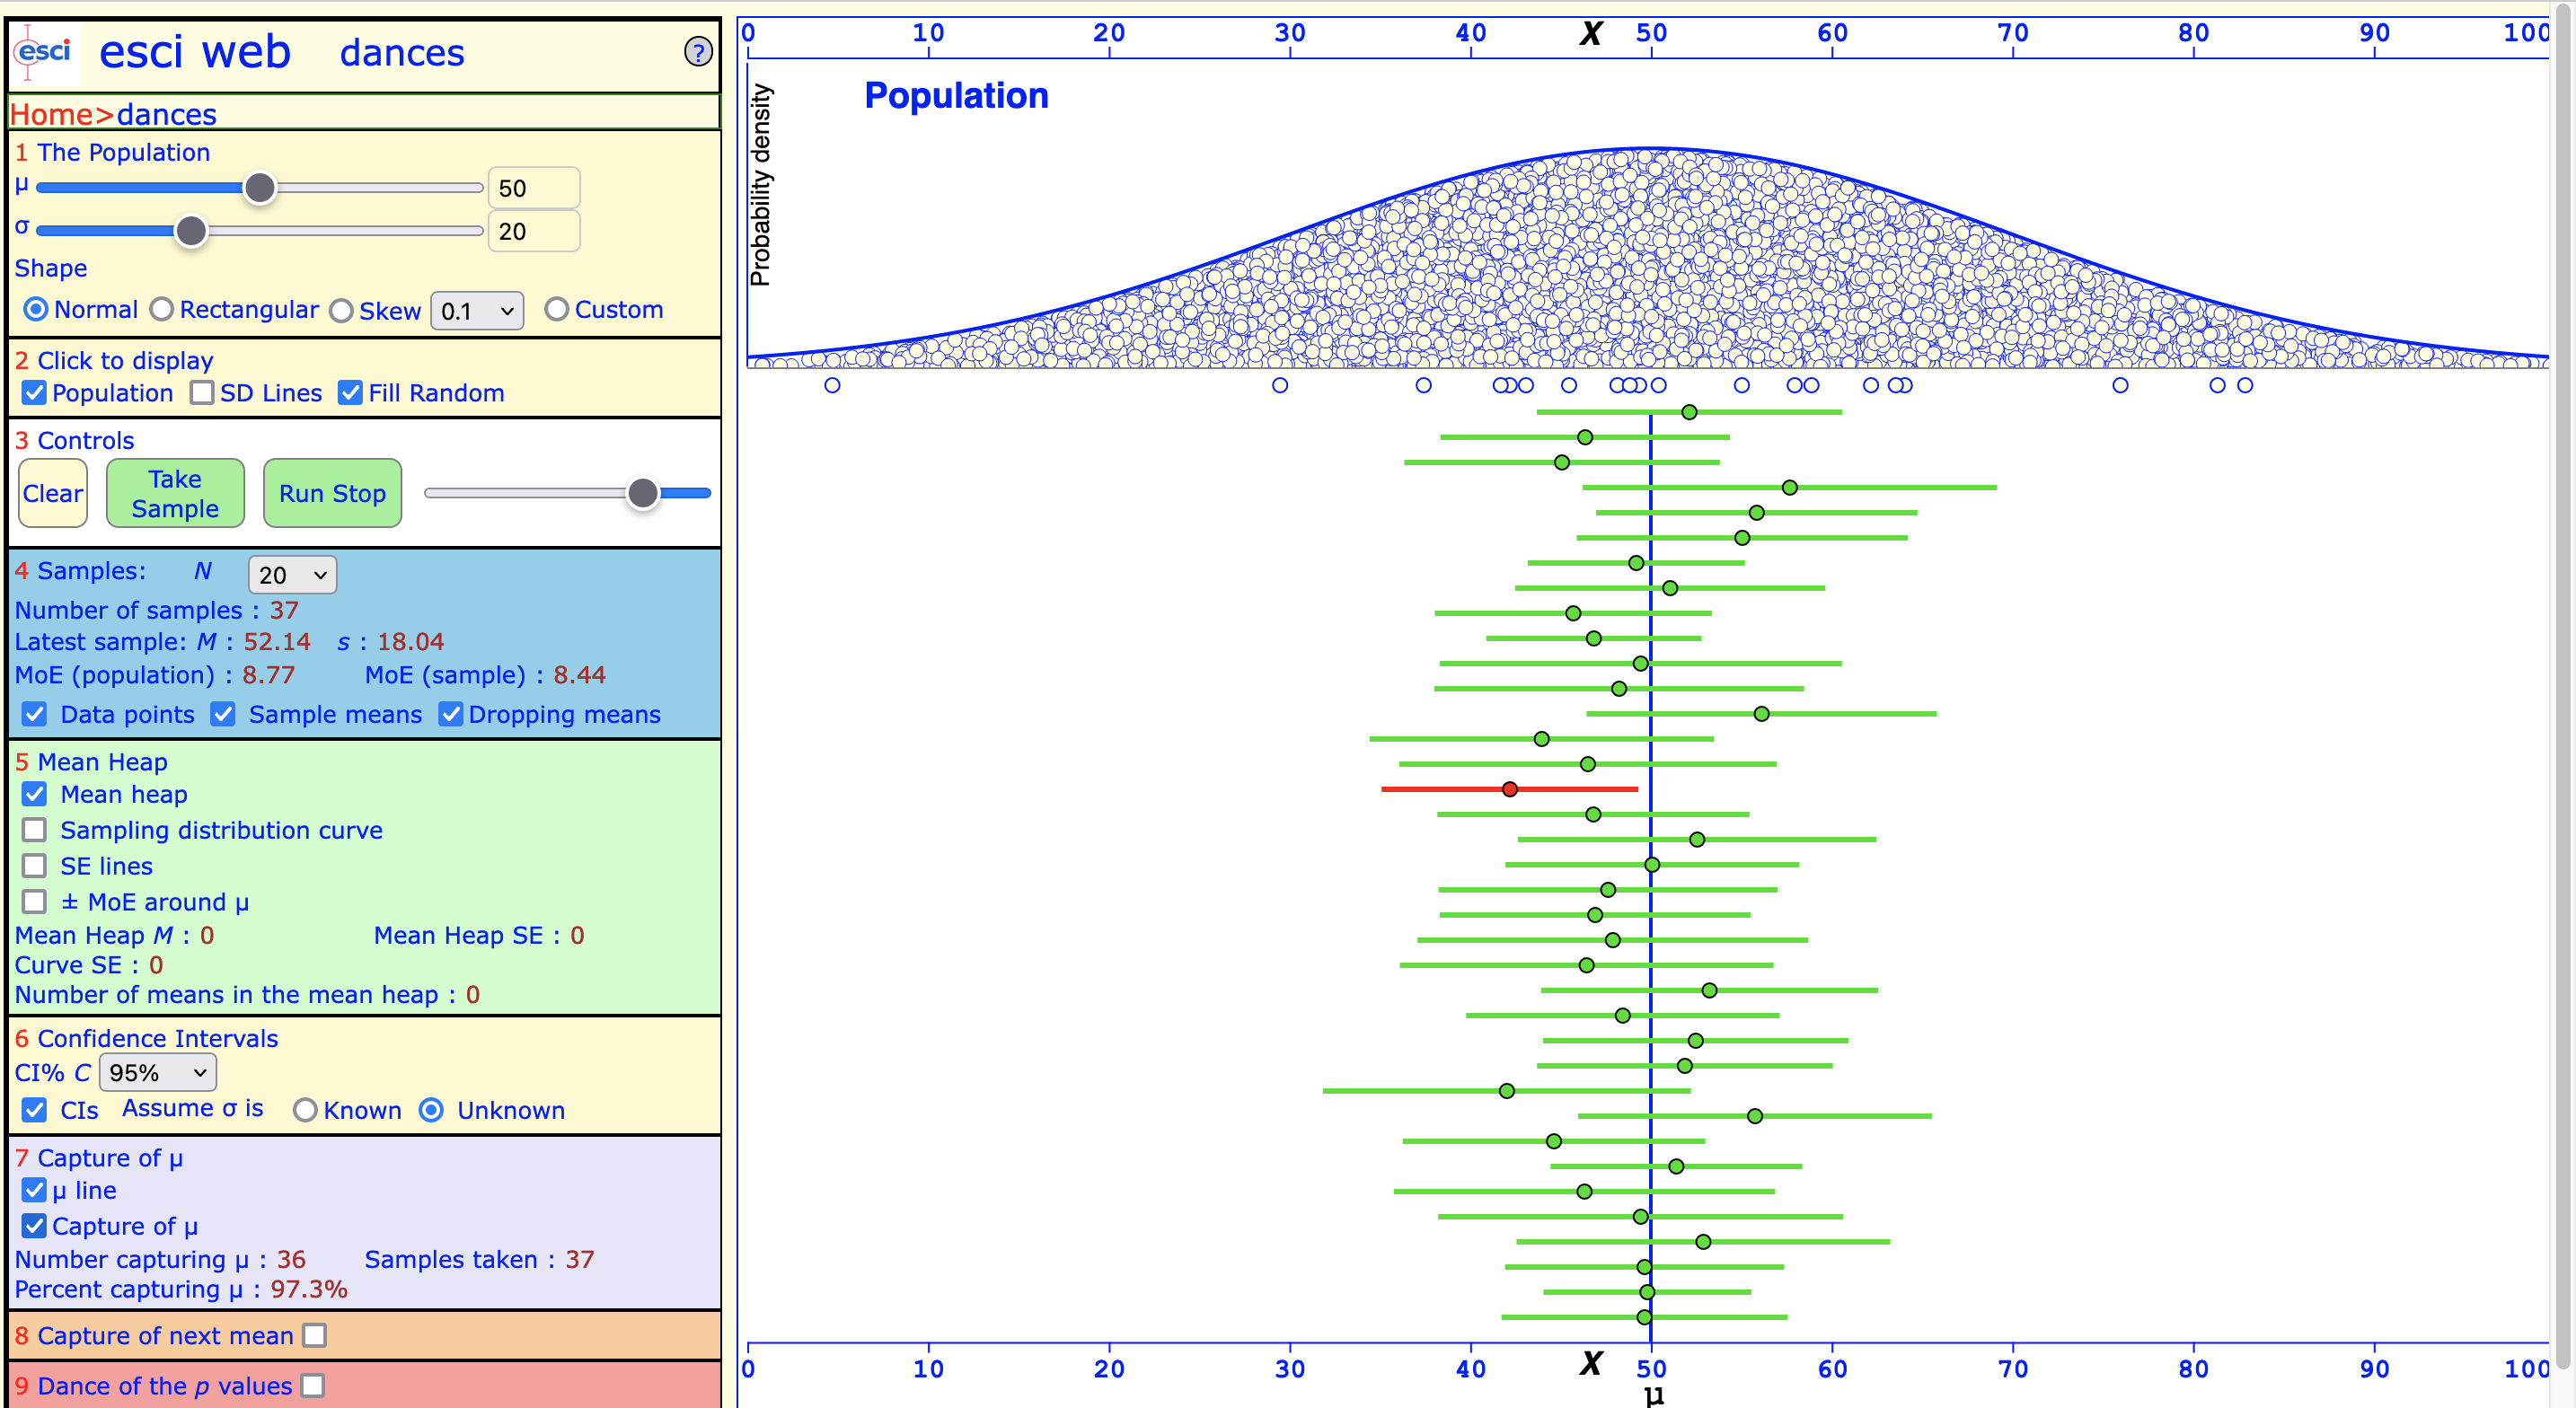 esci esci web dances ?
Home>dances
1 The Population
μ 50
σ 20
Shape
Normal Rectangular Skew 0.1 Custom
2 Click to display
Population SD Lines Fill Random
3 Controls
Clear Take Sample Run Stop
4 Samples: N 20
Number of samples : 37
Latest sample: M : 52.14 s : 18.04
MoE (population) : 8.77 MoE (sample) : 8.44
Data points Sample means Dropping means
5 Mean Heap
Mean heap
Sampling distribution curve
SE lines
± MoE around μ
Mean Heap M : 0 Mean Heap SE : 0
Curve SE : 0
Number of means in the mean heap : 0
6 Confidence Intervals
CI% C 95%
CIs Assume σ is Known Unknown
7 Capture of μ
μ line
Capture of μ
Number capturing μ : 36 Samples taken : 37
Percent capturing μ : 97.3%
8 Capture of next mean
9 Dance of the p values
0 10 20 30 40 X 50 60 70 80 90 100
Probability density
Population
0 10 20 30 40 X 50 60 70 80 90 100
μ